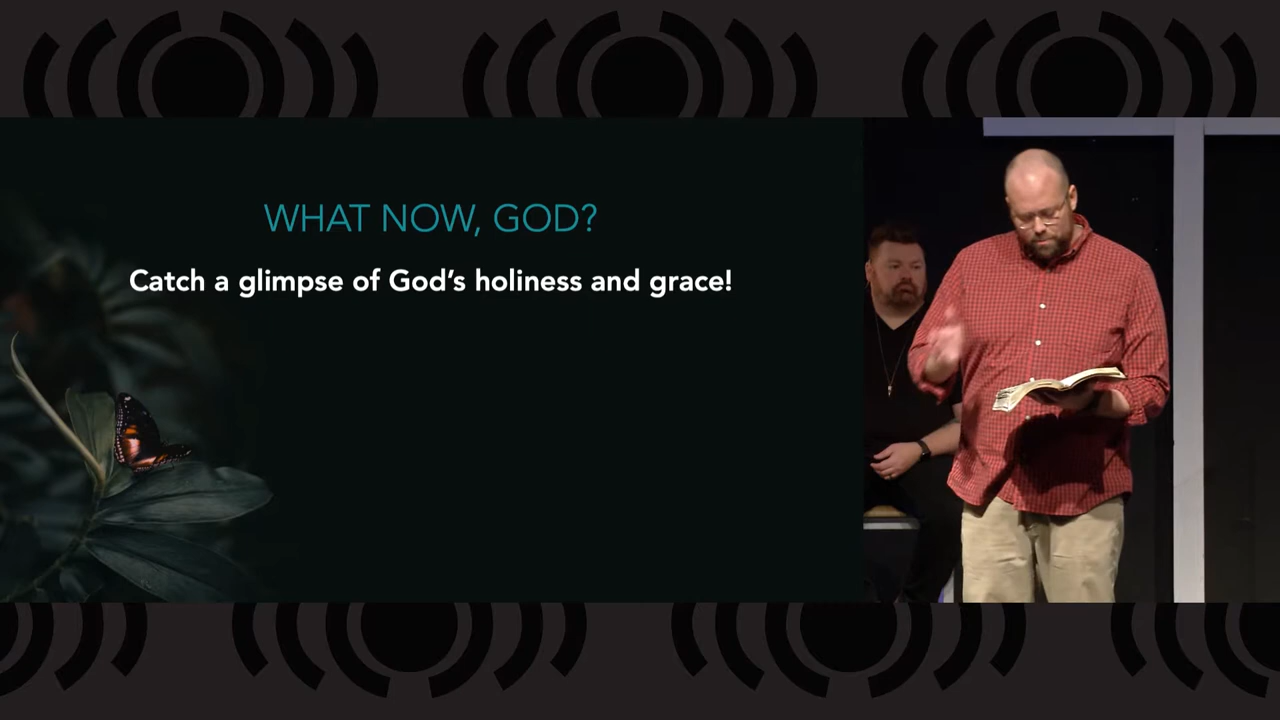 WHAT NOW, GOD?
Catch a glimpse of God’s holiness and grace!